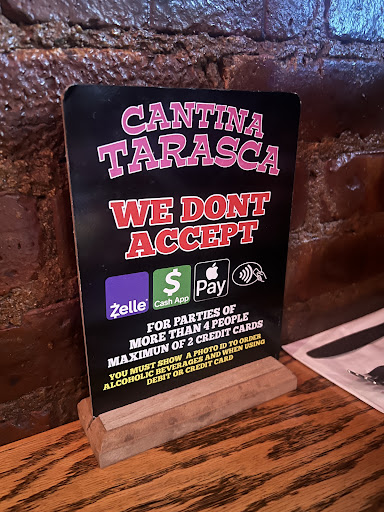 CANTINA
TARASCA
WE DONT
ACCEPT
Zelle
$
Cash App
Pay
FOR PARTIES OF
MORE THAN 4 PEOPLE
MAXIMUN OF 2 CREDIT CARDS
YOU MUST SHOW A PHOTO ID TO ORDER
ALCOHOLIC BEVERAGES AND WHEN USING
DEBIT OR CREDIT CARD